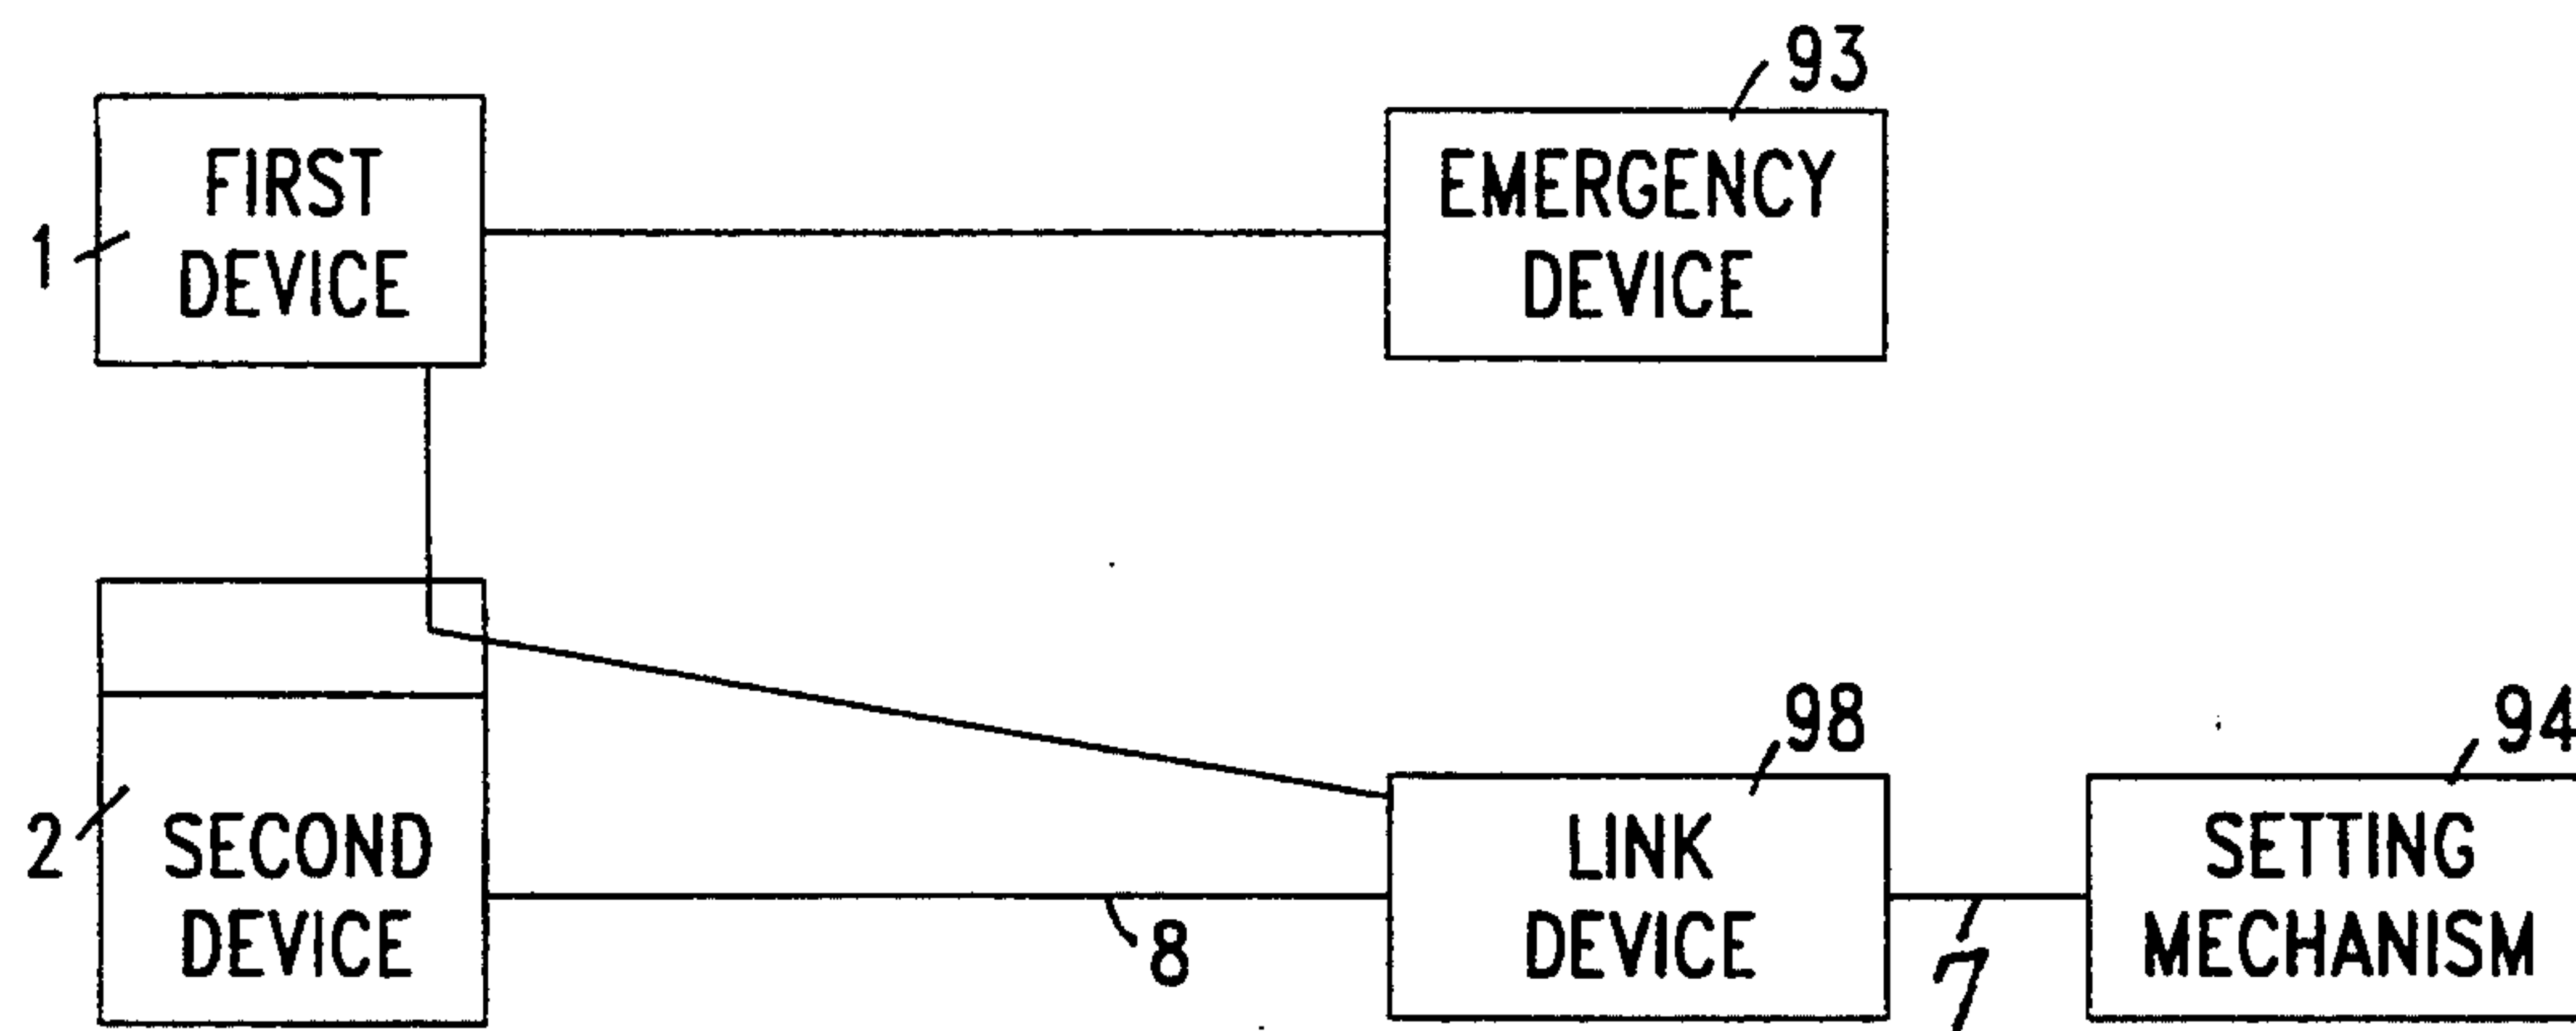 93
FIRST
DEVICE
1
EMERGENCY
DEVICE
98
94
2
SECOND
DEVICE
8
LINK
DEVICE
7
SETTING
MECHANISM